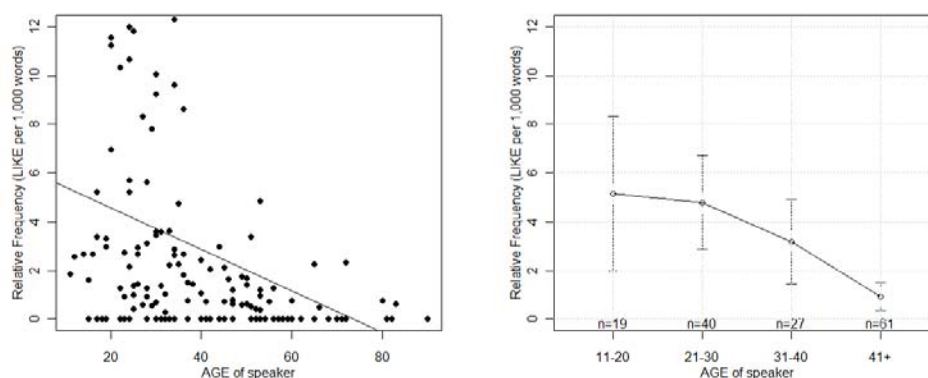 Relative Frequency (LIKE per 1,000 words)
12
10
8
6
4
2
0
20
40
60
80
AGE of speaker
Relative Frequency (LIKE per 1,000 words)
12
10
8
6
4
2
0
n=19
n=40
n=27
n=61
11-20
21-30
31-40
41+
AGE of speaker